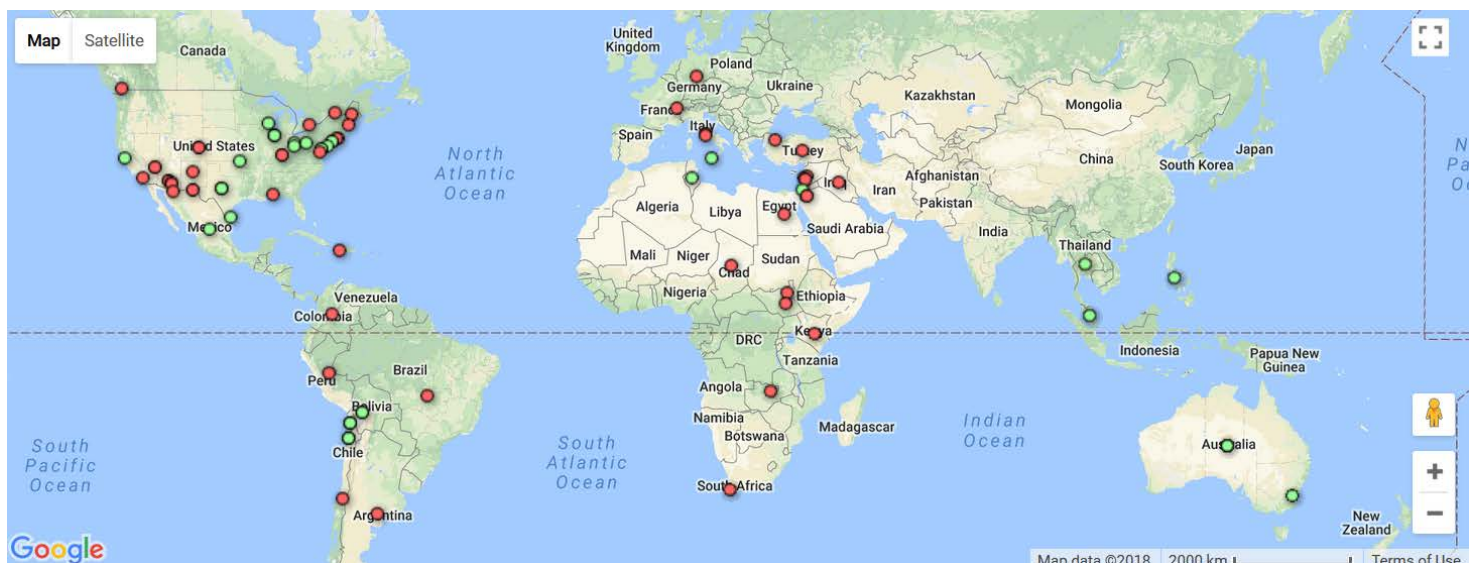 Map
Satellite
Canada
United
Kingdom
Poland
Germany
Ukraine
France
Kazakhstan
Mongolia
Italy
Spain
Turkey
United States
North
Atlantic
Ocean
China
South Korea
Japan
Afghanistan
Iraq
Iran
Pakistan
Algeria
Libya
Egypt
Saudi Arabia
India
Mexico
Mali
Niger
Chad
Sudan
Thailand
Nigeria
Ethiopia
Venezuela
Colombia
DRC
Kenya
Tanzania
Indonesia
Papua New
Guinea
Peru
Brazil
Angola
Bolivia
Namibia
Botswana
Madagascar
Indian
Ocean
Australia
Chile
South
Pacific
Ocean
South
Atlantic
Ocean
South Africa
Argentina
New
Zealand
Google
Map data ©2018
2000 km
Terms of Use